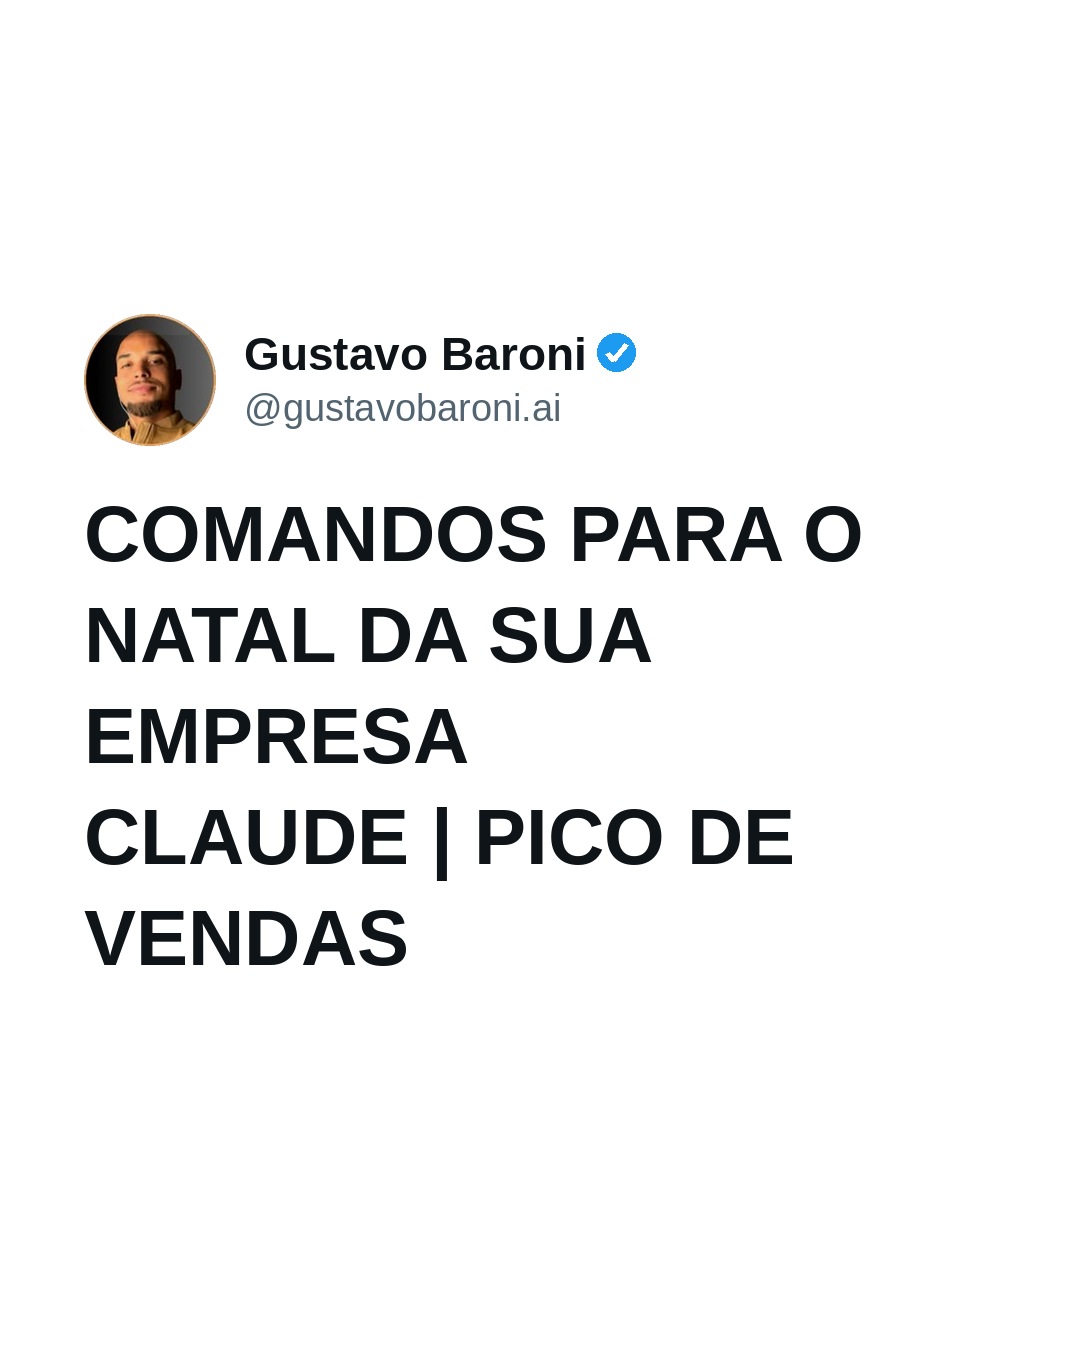 Gustavo Baroni
@gustavobaroni.ai
COMANDOS PARA O
NATAL DA SUA
EMPRESA
CLAUDE | PICO DE
VENDAS